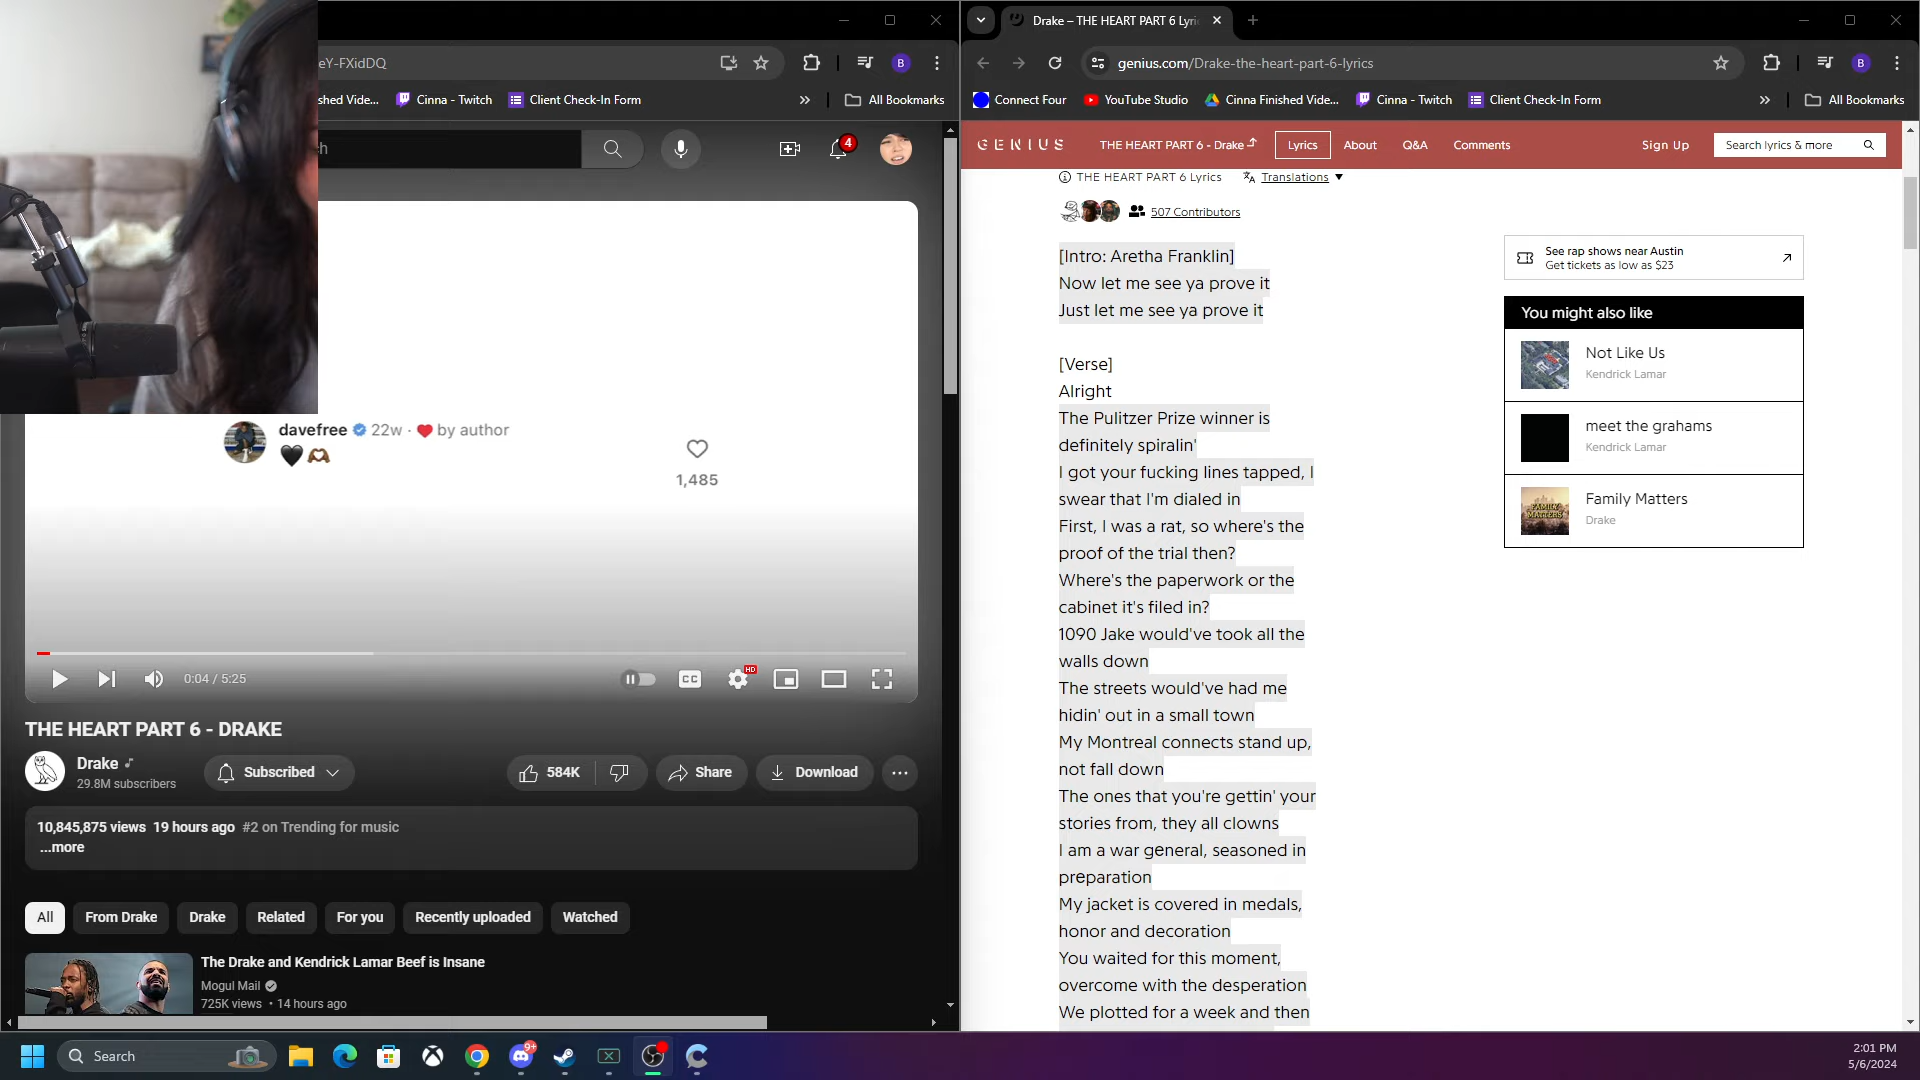 eY-FXidDQ
B
shed Vide...
Cinna - Twitch
Client Check-In Form
»
All Bookmarks
ch
4
davefree 22w · by author
1,485
0:04 / 5:25
CC
HD
THE HEART PART 6 - DRAKE
Drake
29.8M subscribers
Subscribed
584K
Share
Download
10,845,875 views 19 hours ago #2 on Trending for music
...more
All
From Drake
Drake
Related
For you
Recently uploaded
Watched
The Drake and Kendrick Lamar Beef is Insane
Mogul Mail
725K views • 14 hours ago
Drake – THE HEART PART 6 Lyri
genius.com/Drake-the-heart-part-6-lyrics
B
Connect Four
YouTube Studio
Cinna Finished Vide...
Cinna - Twitch
Client Check-In Form
»
All Bookmarks
GENIUS
THE HEART PART 6 - Drake
Lyrics
About
Q&A
Comments
Sign Up
Search lyrics & more
THE HEART PART 6 Lyrics
Translations
507 Contributors
[Intro: Aretha Franklin]
Now let me see ya prove it
Just let me see ya prove it
[Verse]
Alright
The Pulitzer Prize winner is
definitely spiralin'
I got your fucking lines tapped, I
swear that I'm dialed in
First, I was a rat, so where's the
proof of the trial then?
Where's the paperwork or the
cabinet it's filed in?
1090 Jake would've took all the
walls down
The streets would've had me
hidin' out in a small town
My Montreal connects stand up,
not fall down
The ones that you're gettin' your
stories from, they all clowns
I am a war general, seasoned in
preparation
My jacket is covered in medals,
honor and decoration
You waited for this moment,
overcome with the desperation
We plotted for a week and then
See rap shows near Austin
Get tickets as low as $23
You might also like
Not Like Us
Kendrick Lamar
meet the grahams
Kendrick Lamar
FAMILY MATTERS
Family Matters
Drake
Search
9+
2:01 PM
5/6/2024